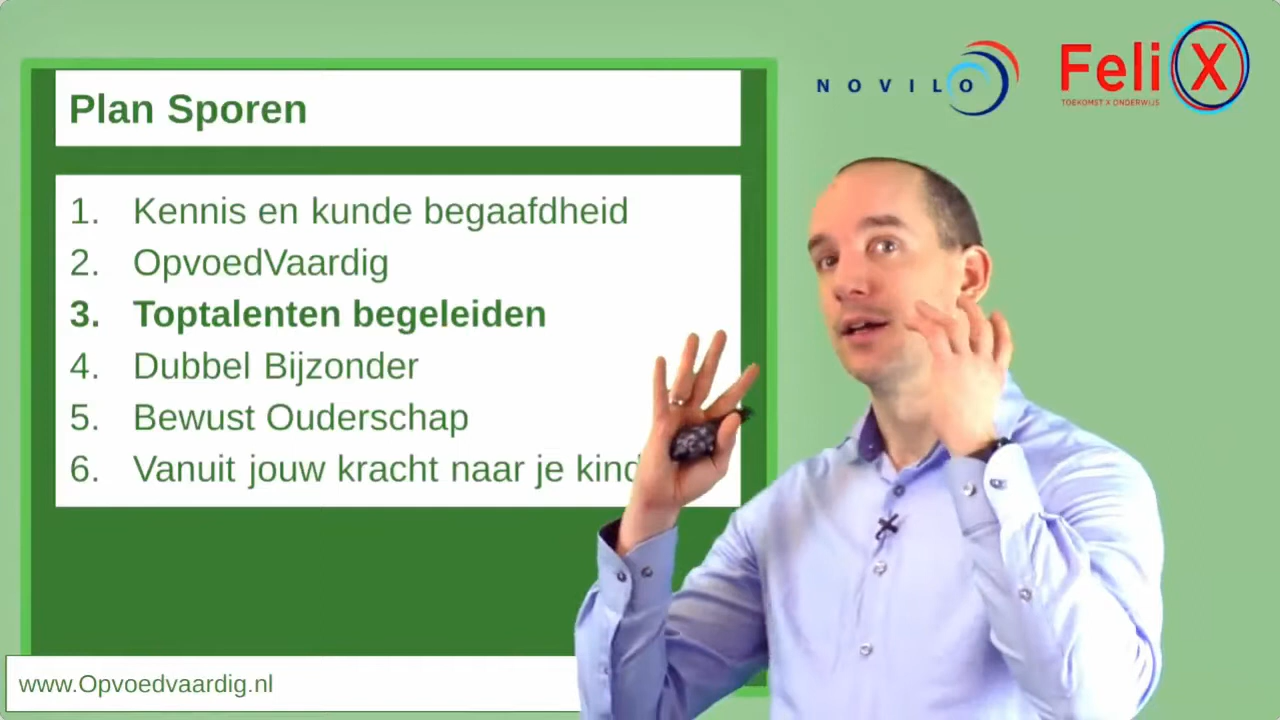 Plan Sporen
NOVILO
FeliX
TOEKOMST X ONDERWIJS
1. Kennis en kunde begaafdheid
2. OpvoedVaardig
3. Toptalenten begeleiden
4. Dubbel Bijzonder
5. Bewust Ouderschap
6. Vanuit jouw kracht naar je kind
www.Opvoedvaardig.nl